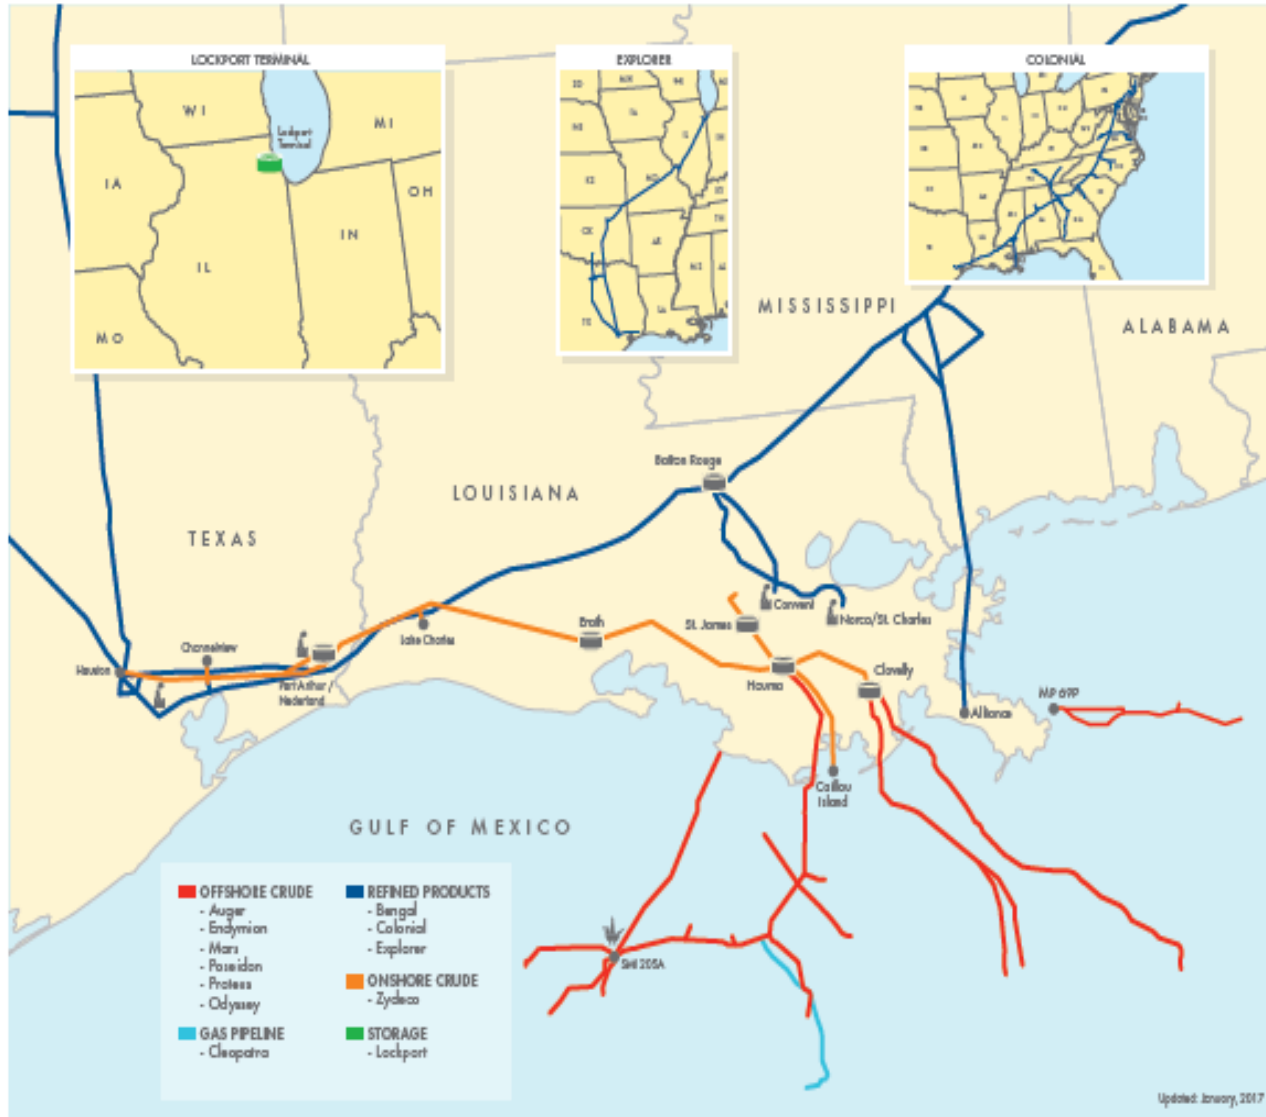 LOCKPORT TERMINAL
WI
MI
Lockport
Terminal
IA
OH
IN
IL
MO
EXPLORER
COLONIAL
MISSISSIPPI
ALABAMA
Baton Rouge
LOUISIANA
TEXAS
Convent
Norco/St. Charles
St. James
Erath
Lake Charles
Channelview
Houston
Port Arthur /
Nederland
Houma
Clovelly
Alliance
MP 69P
Caillou
Island
GULF OF MEXICO
SMI 205A
OFFSHORE CRUDE
- Auger
- Endymion
- Mars
- Poseidon
- Proteus
- Odyssey
GAS PIPELINE
- Cleopatra
REFINED PRODUCTS
- Bengal
- Colonial
- Explorer
ONSHORE CRUDE
- Zydeco
STORAGE
- Lockport
Updated: January, 2017